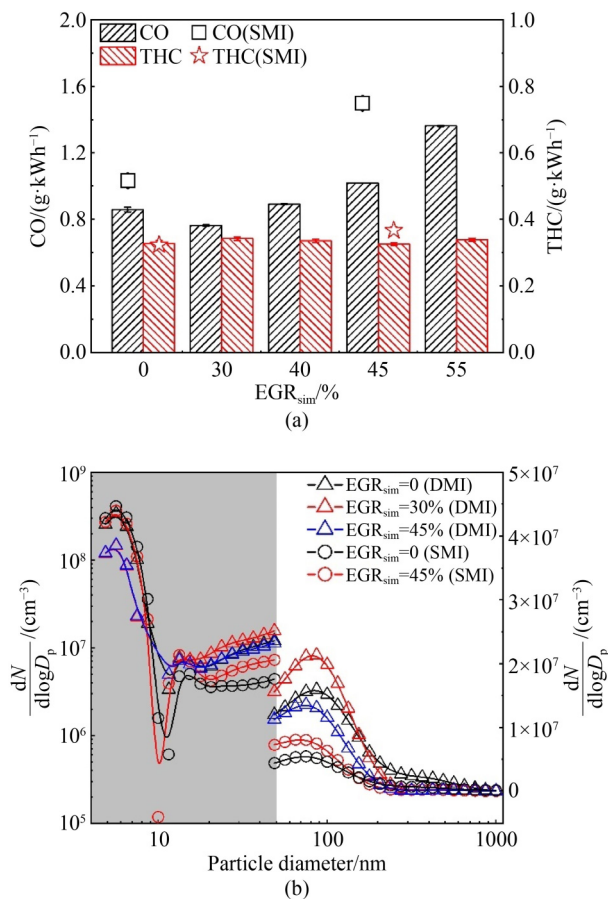 CO CO(SMI)
THC THC(SMI)
2.0 1.0
1.6 0.8
1.2 0.6
0.8 0.4
0.4 0.2
0.0 0.0
CO/(g·kWh⁻¹)
THC/(g·kWh⁻¹)
0 30 40 45 55
EGRsim/%
(a)
10⁹ 5×10⁷
10⁸ 4×10⁷
10⁷ 3×10⁷
2×10⁷
10⁶ 1×10⁷
0
10⁵
EGRsim=0 (DMI)
EGRsim=30% (DMI)
EGRsim=45% (DMI)
EGRsim=0 (SMI)
EGRsim=45% (SMI)
dN/dlogDp /(cm⁻³)
dN/dlogDp /(cm⁻³)
10 100 1000
Particle diameter/nm
(b)